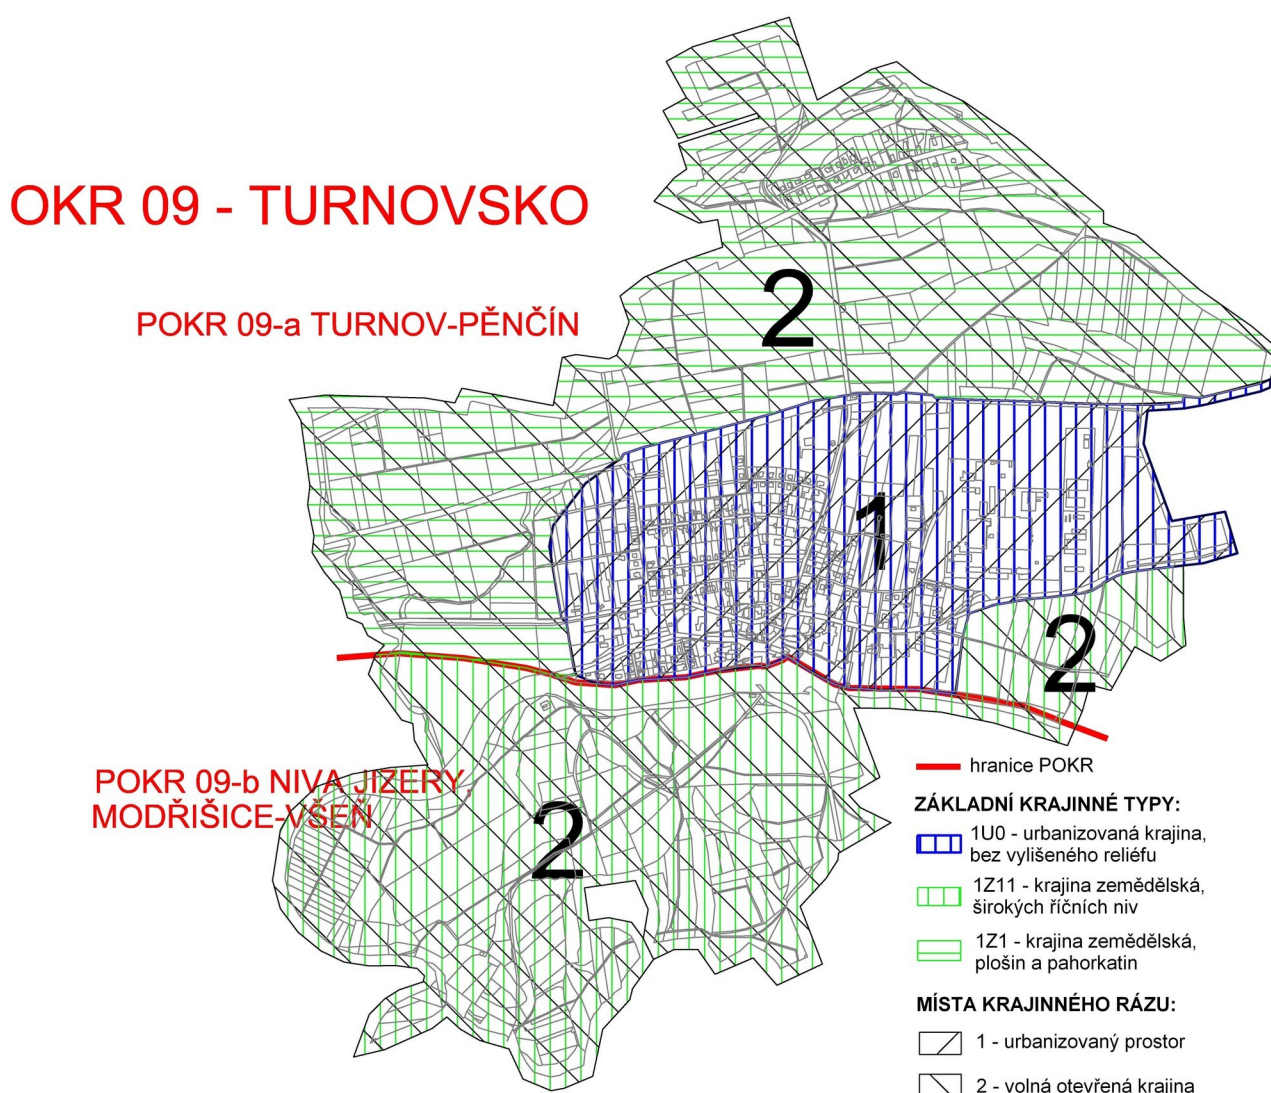 OKR 09 - TURNOVSKO
POKR 09-a TURNOV-PĚNČÍN
2
1
2
POKR 09-b NIVA JIZERY,
MODŘIŠICE-VŠEŇ
2
hranice POKR
ZÁKLADNÍ KRAJINNÉ TYPY:
1U0 - urbanizovaná krajina,
bez vylišeného reliéfu
1Z11 - krajina zemědělská,
širokých říčních niv
1Z1 - krajina zemědělská,
plošin a pahorkatin
MÍSTA KRAJINNÉHO RÁZU:
1 - urbanizovaný prostor
2 - volná otevřená krajina